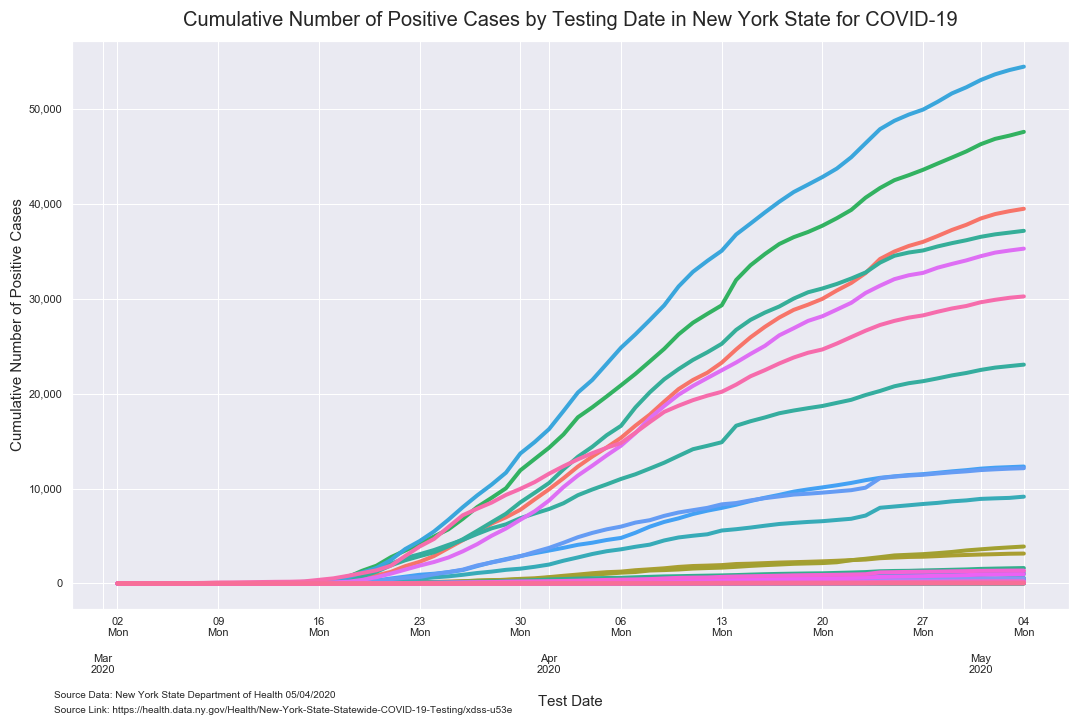 Cumulative Number of Positive Cases by Testing Date in New York State for COVID-19
Cumulative Number of Positive Cases
50,000
40,000
30,000
20,000
10,000
0
02 09 16 23 30 06 13 20 27 04
Mon Mon Mon Mon Mon Mon Mon Mon Mon Mon
Mar Apr May
2020 2020 2020
Test Date
Source Data: New York State Department of Health 05/04/2020
Source Link: https://health.data.ny.gov/Health/New-York-State-Statewide-COVID-19-Testing/xdss-u53e